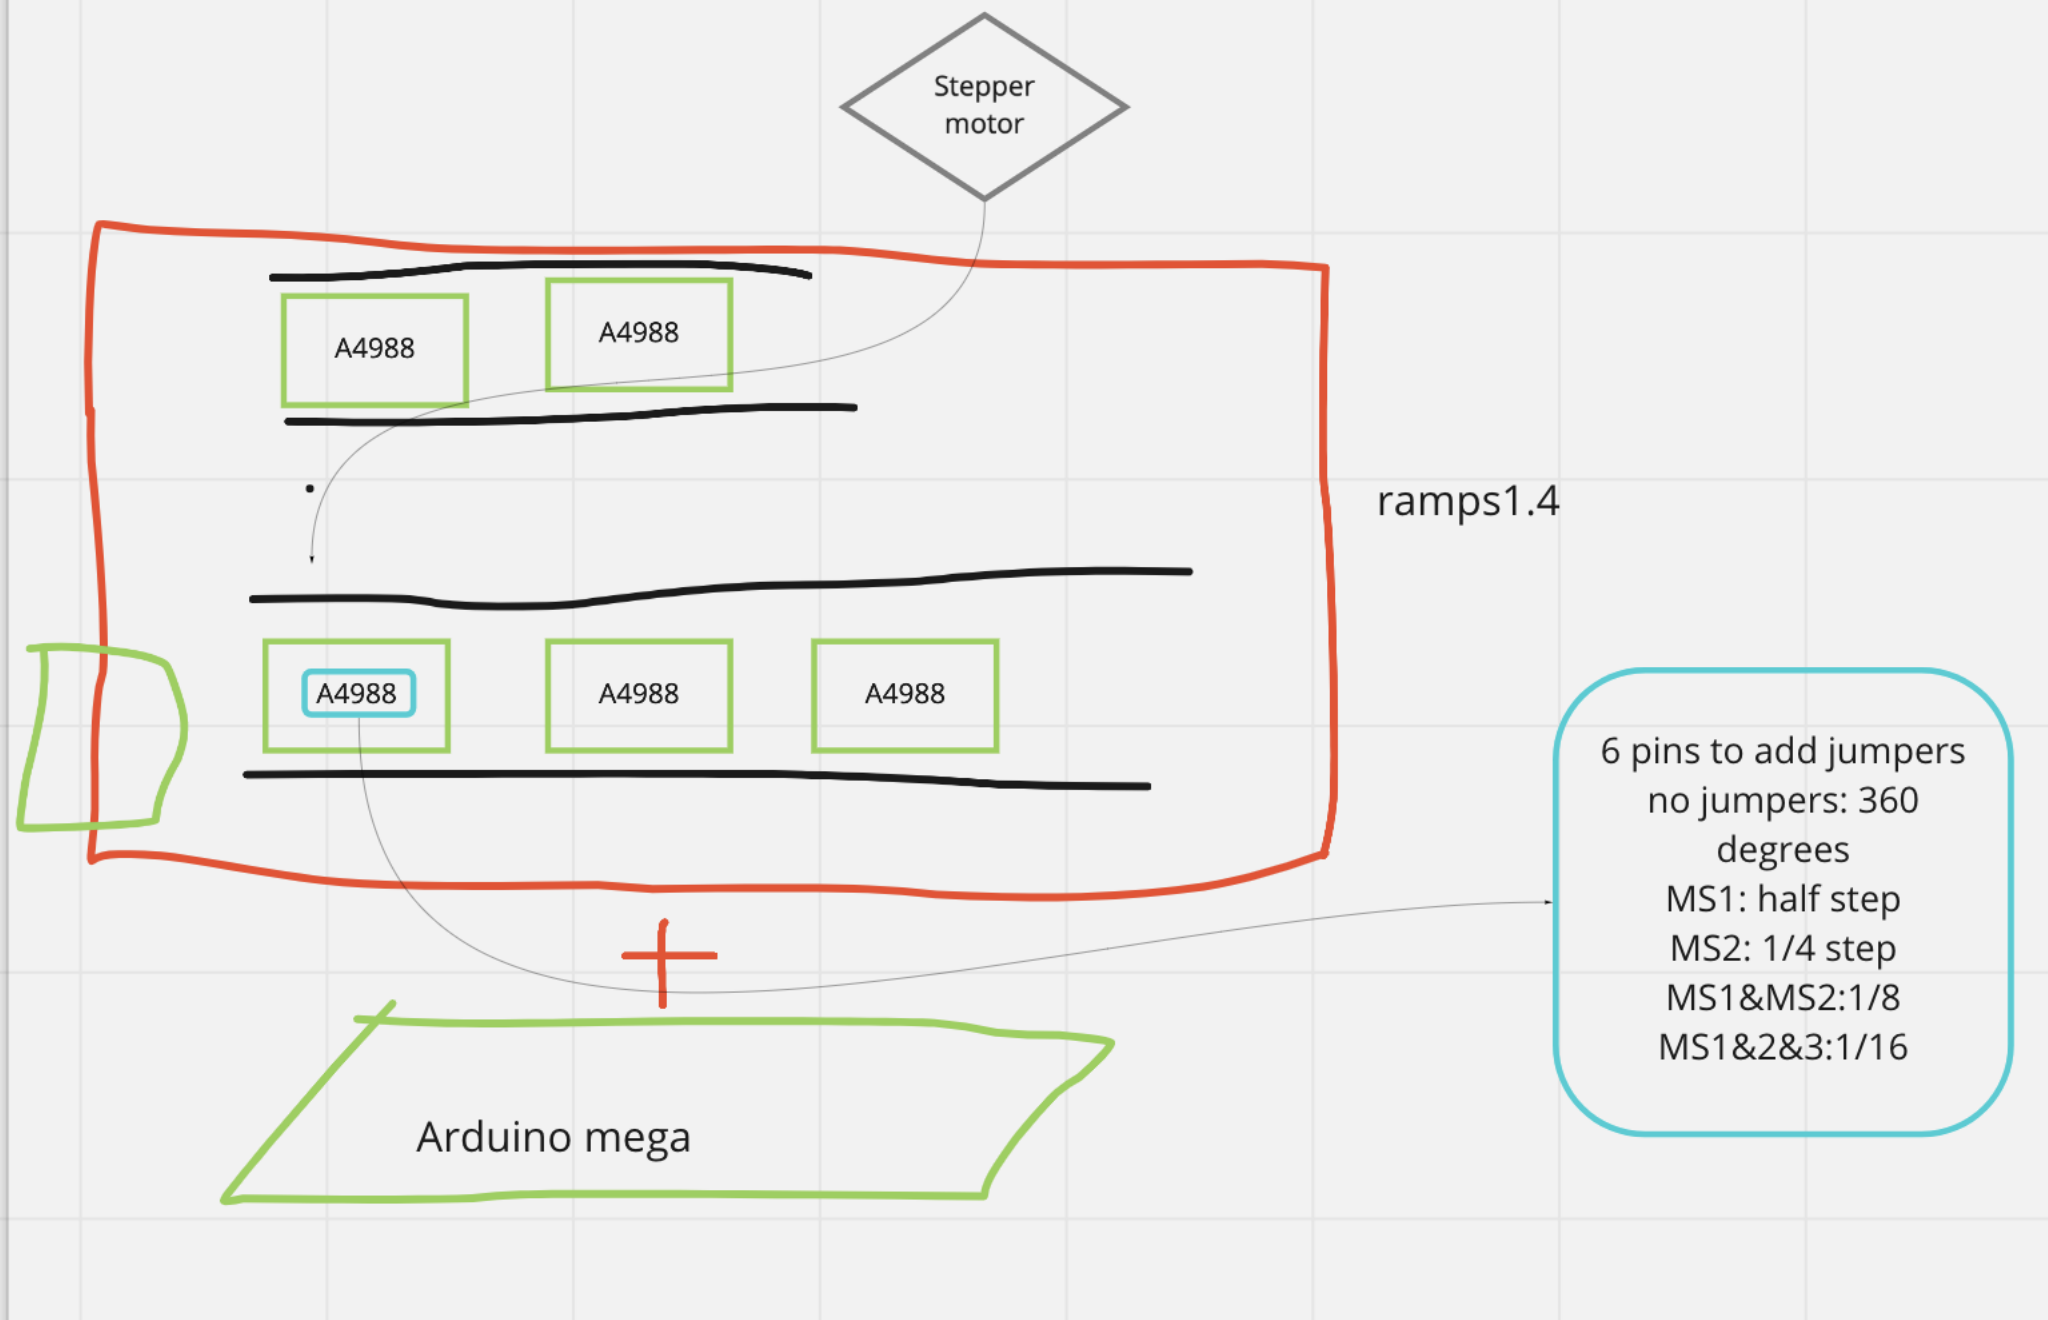 Stepper
motor
A4988
A4988
ramps1.4
A4988
A4988
A4988
6 pins to add jumpers
no jumpers: 360
degrees
MS1: half step
MS2: 1/4 step
MS1&MS2:1/8
MS1&2&3:1/16
Arduino mega